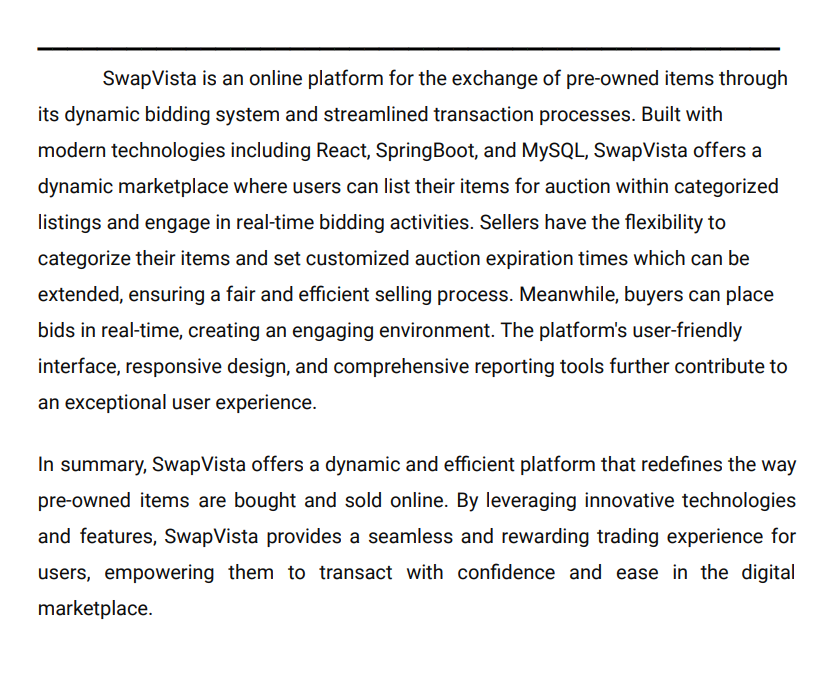 SwapVista is an online platform for the exchange of pre-owned items through
its dynamic bidding system and streamlined transaction processes. Built with
modern technologies including React, SpringBoot, and MySQL, SwapVista offers a
dynamic marketplace where users can list their items for auction within categorized
listings and engage in real-time bidding activities. Sellers have the flexibility to
categorize their items and set customized auction expiration times which can be
extended, ensuring a fair and efficient selling process. Meanwhile, buyers can place
bids in real-time, creating an engaging environment. The platform's user-friendly
interface, responsive design, and comprehensive reporting tools further contribute to
an exceptional user experience.
In summary, SwapVista offers a dynamic and efficient platform that redefines the way
pre-owned items are bought and sold online. By leveraging innovative technologies
and features, SwapVista provides a seamless and rewarding trading experience for
users, empowering them to transact with confidence and ease in the digital
marketplace.